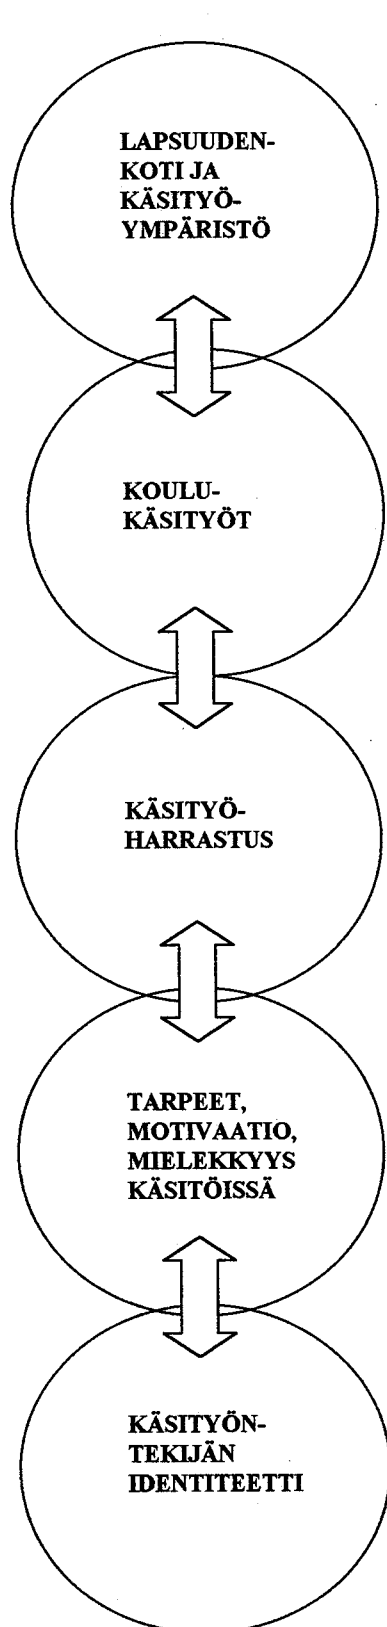 LAPSUUDEN-
KOTI JA
KÄSITYÖ-
YMPÄRISTÖ
KOULU-
KÄSITYÖT
KÄSITYÖ-
HARRASTUS
TARPEET,
MOTIVAATIO,
MIELEKKYYS
KÄSITÖISSÄ
KÄSITYÖN-
TEKIJÄN
IDENTITEETTI